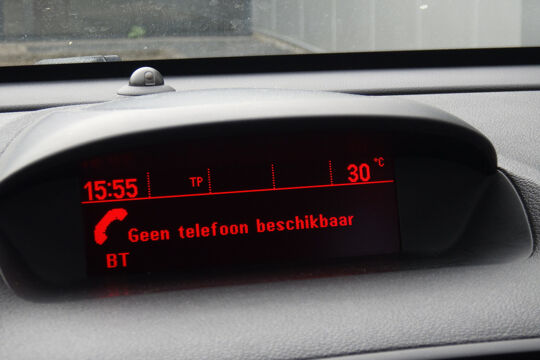 15:55 TP 30 °C
Geen telefoon beschikbaar
BT